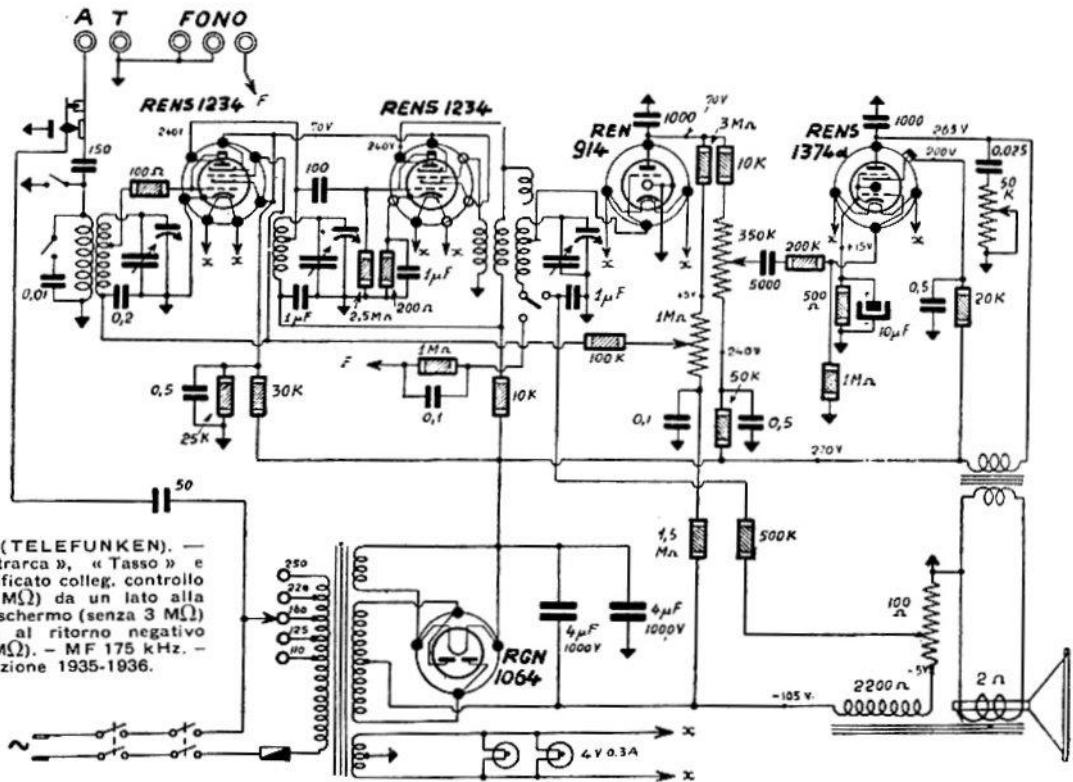 A T FONO
F
RENS 1234
RENS 1234
REN 914
RENS 1374d
240V
70V
240V
70V
1000
1000
265V
200V
150
100Ω
100
3MΩ
10K
0,025
50 K
350K
200K
+15V
5000
500 Ω
0,5
20K
10µF
0,01
0,2
1µF
2,5MΩ
200Ω
1µF
1µF
+5V
1MΩ
100K
240V
50K
1MΩ
F
1MΩ
0,1
0,5
25K
30K
10K
0,1
0,5
270V
50
(TELEFUNKEN). —
trarca », « Tasso » e
ficato colleg. controllo
MΩ) da un lato alla
schermo (senza 3 MΩ)
al ritorno negativo
MΩ). – MF 175 kHz. –
zione 1935-1936.
250
220
160
125
110
RGN 1064
4µF 1000V
4µF 1000V
1,5 MΩ
500K
100 Ω
-5V
-105 V.
2200Ω
2Ω
4V 0.3A
x
x
x
x
x
x
x
x
x
x
~